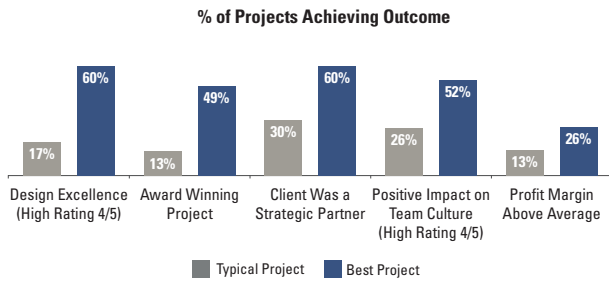 % of Projects Achieving Outcome
60%
60%
49%
52%
30%
26%
26%
17%
13%
13%
Design Excellence
(High Rating 4/5)
Award Winning
Project
Client Was a
Strategic Partner
Positive Impact on
Team Culture
(High Rating 4/5)
Profit Margin
Above Average
Typical Project
Best Project